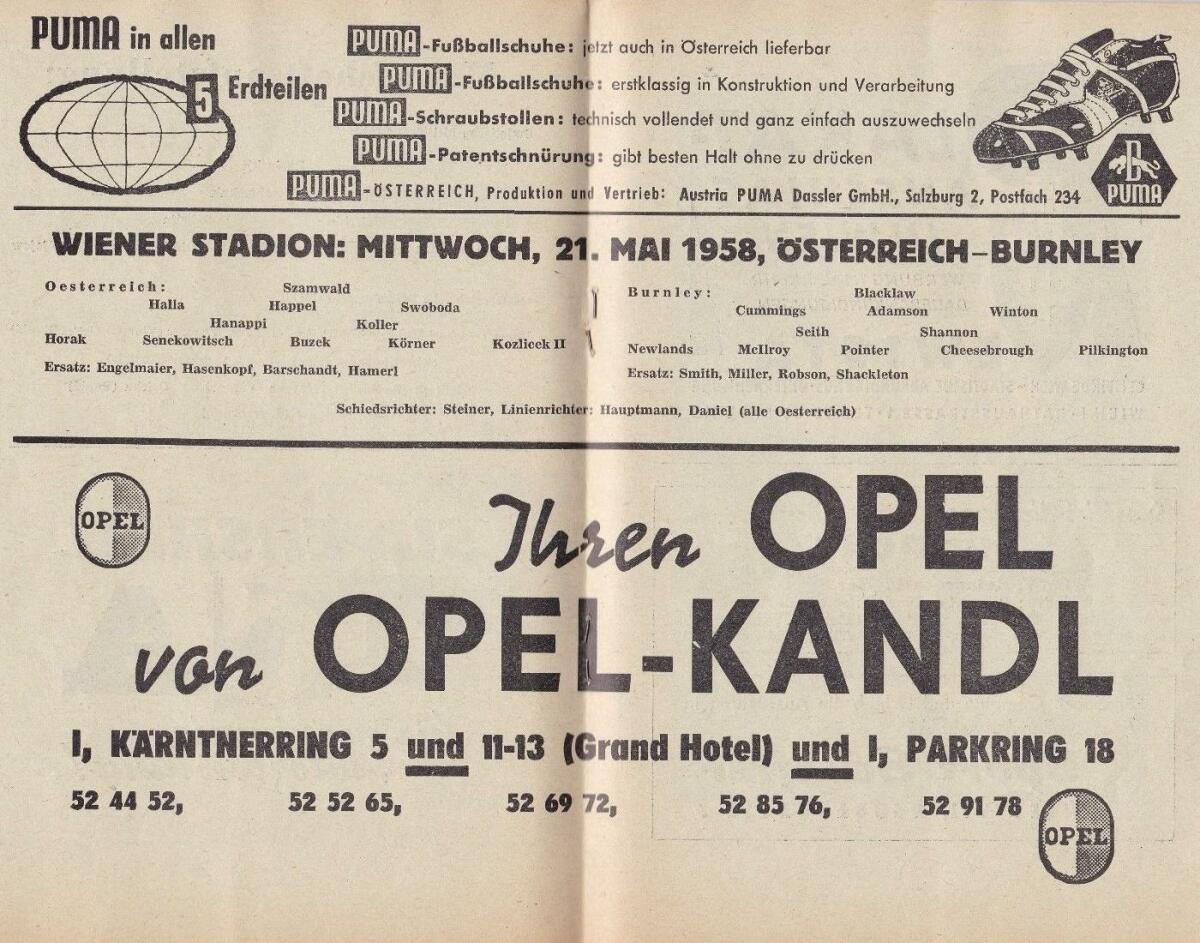 PUMA in allen
5 Erdteilen
PUMA-Fußballschuhe: jetzt auch in Österreich lieferbar
PUMA-Fußballschuhe: erstklassig in Konstruktion und Verarbeitung
PUMA-Schraubstollen: technisch vollendet und ganz einfach auszuwechseln
PUMA-Patentschnürung: gibt besten Halt ohne zu drücken
PUMA-ÖSTERREICH, Produktion und Vertrieb: Austria PUMA Dassler GmbH., Salzburg 2, Postfach 234
D
PUMA
WIENER STADION: MITTWOCH, 21. MAI 1958, ÖSTERREICH-BURNLEY
Oesterreich: Szamwald
Halla Happel Swoboda
Hanappi Koller
Horak Senekowitsch Buzek Körner Kozlicek II
Ersatz: Engelmaier, Hasenkopf, Barschandt, Hamerl
Burnley: Blacklaw
Cummings Adamson Winton
Seith Shannon
Newlands McIlroy Pointer Cheesebrough Pilkington
Ersatz: Smith, Miller, Robson, Shackleton
Schiedsrichter: Steiner, Linienrichter: Hauptmann, Daniel (alle Oesterreich)
OPEL
Ihren OPEL
von OPEL-KANDL
I, KÄRNTNERRING 5 und 11-13 (Grand Hotel) und I, PARKRING 18
52 44 52, 52 52 65, 52 69 72, 52 85 76, 52 91 78
OPEL